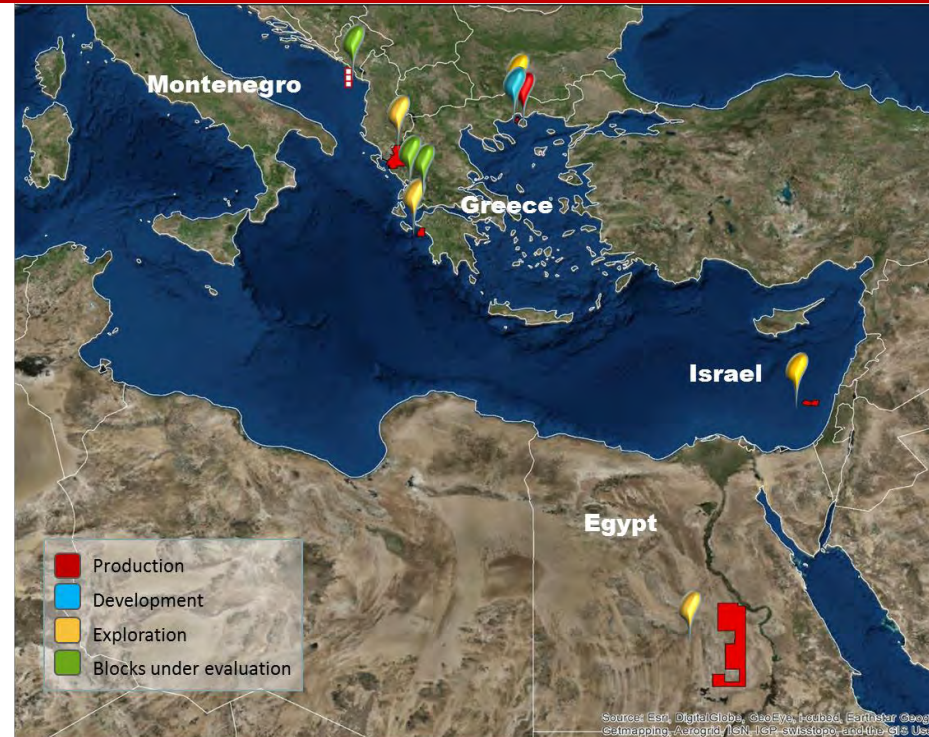 Montenegro
Greece
Israel
Egypt
Production
Development
Exploration
Blocks under evaluation
Source: Esri, DigitalGlobe, GeoEye, i-cubed, Earthstar Geog
Getmapping, Aerogrid, IGN, IGP, swisstopo, and the GIS Us